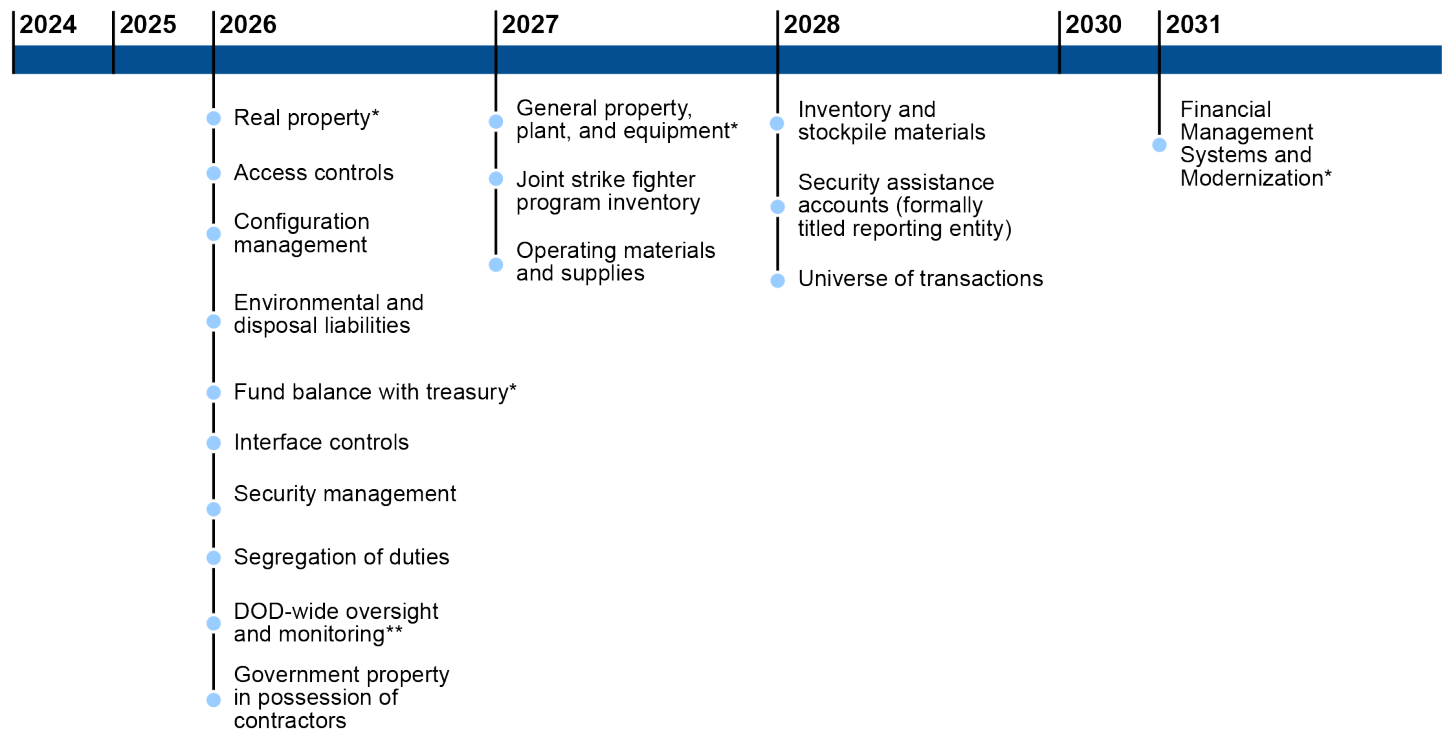 2024
2025
2026
2027
2028
2030
2031
Real property*
Access controls
Configuration
management
Environmental and
disposal liabilities
Fund balance with treasury*
Interface controls
Security management
Segregation of duties
DOD-wide oversight
and monitoring**
Government property
in possession of
contractors
General property,
plant, and equipment*
Joint strike fighter
program inventory
Operating materials
and supplies
Inventory and
stockpile materials
Security assistance
accounts (formally
titled reporting entity)
Universe of transactions
Financial
Management
Systems and
Modernization*